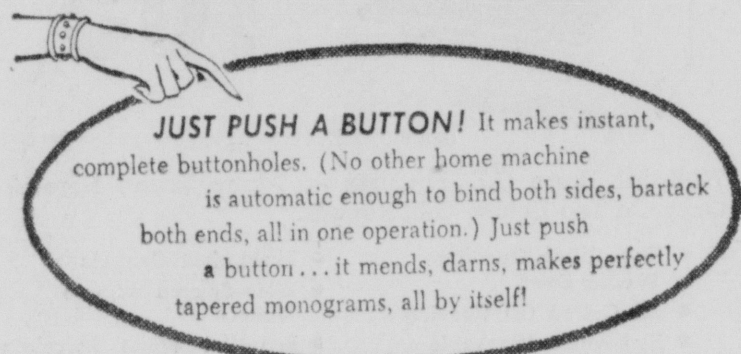 JUST PUSH A BUTTON! It makes instant,
complete buttonholes. (No other home machine
is automatic enough to bind both sides, bartack
both ends, all in one operation.) Just push
a button...it mends, darns, makes perfectly
tapered monograms, all by itself!